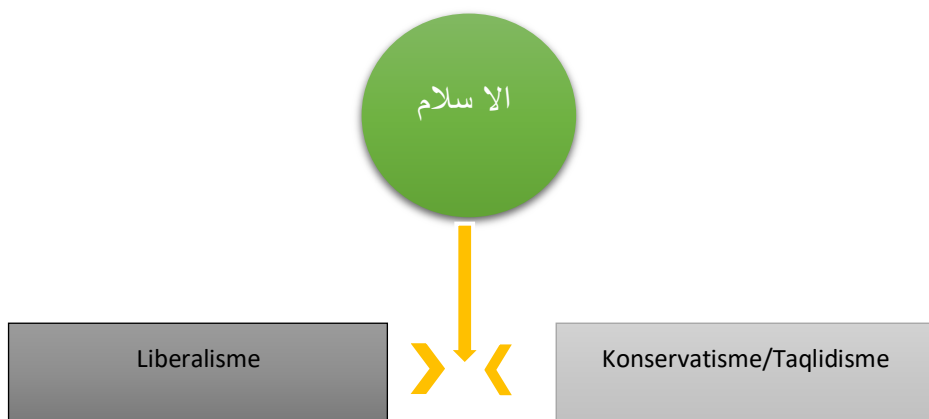 الا سلام
Liberalisme
Konservatisme/Taqlidisme